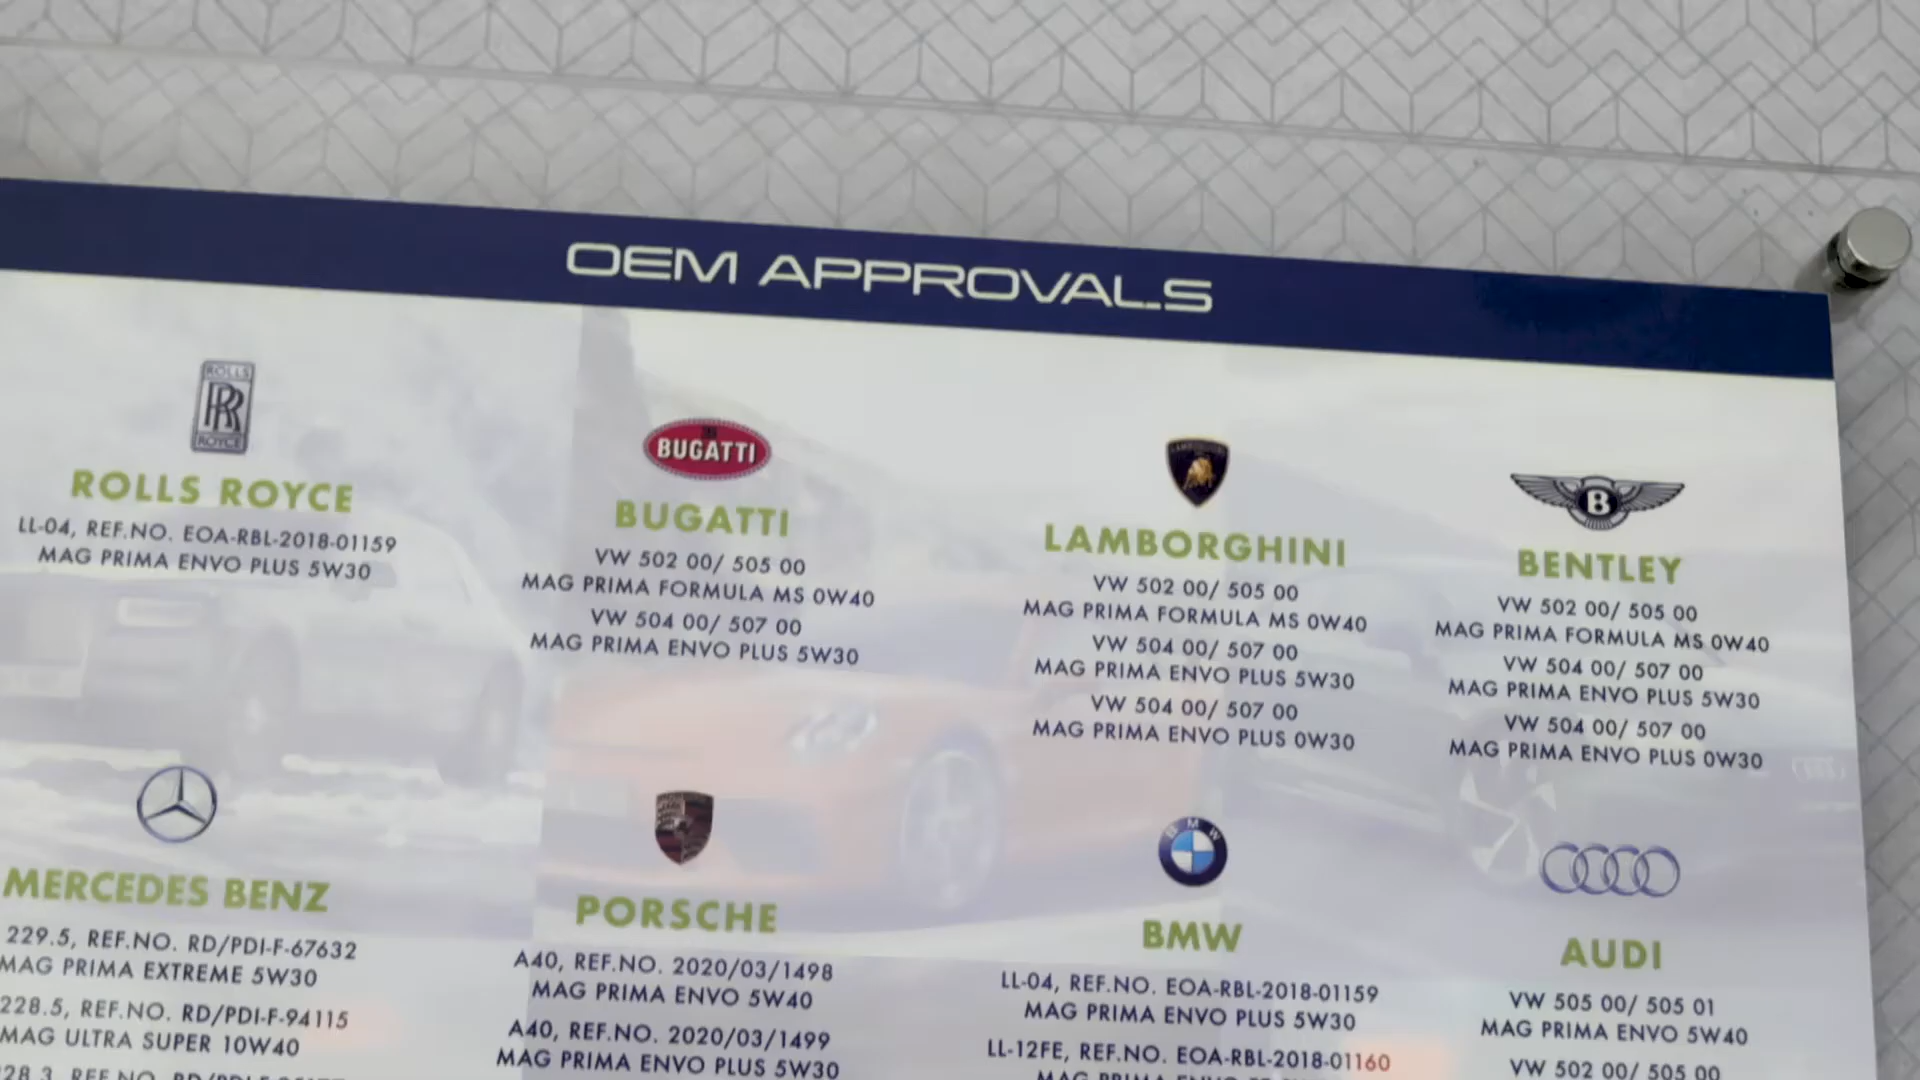 OEM APPROVALS
ROLLS
RR
ROYCE
ROLLS ROYCE
LL-04, REF.NO. EOA-RBL-2018-01159
MAG PRIMA ENVO PLUS 5W30
BUGATTI
BUGATTI
VW 502 00/ 505 00
MAG PRIMA FORMULA MS 0W40
VW 504 00/ 507 00
MAG PRIMA ENVO PLUS 5W30
LAMBORGHINI
VW 502 00/ 505 00
MAG PRIMA FORMULA MS 0W40
VW 504 00/ 507 00
MAG PRIMA ENVO PLUS 5W30
VW 504 00/ 507 00
MAG PRIMA ENVO PLUS 0W30
B
BENTLEY
VW 502 00/ 505 00
MAG PRIMA FORMULA MS 0W40
VW 504 00/ 507 00
MAG PRIMA ENVO PLUS 5W30
VW 504 00/ 507 00
MAG PRIMA ENVO PLUS 0W30
MERCEDES BENZ
229.5, REF.NO. RD/PDI-F-67632
MAG PRIMA EXTREME 5W30
228.5, REF.NO. RD/PDI-F-94115
MAG ULTRA SUPER 10W40
REF.NO.
PORSCHE
A40, REF.NO. 2020/03/1498
MAG PRIMA ENVO 5W40
A40, REF.NO. 2020/03/1499
MAG PRIMA ENVO PLUS 5W30
BMW
BMW
LL-04, REF.NO. EOA-RBL-2018-01159
MAG PRIMA ENVO PLUS 5W30
LL-12FE, REF.NO. EOA-RBL-2018-01160
MAG PRIMA
AUDI
VW 505 00/ 505 01
MAG PRIMA ENVO 5W40
VW 502 00/ 505 00